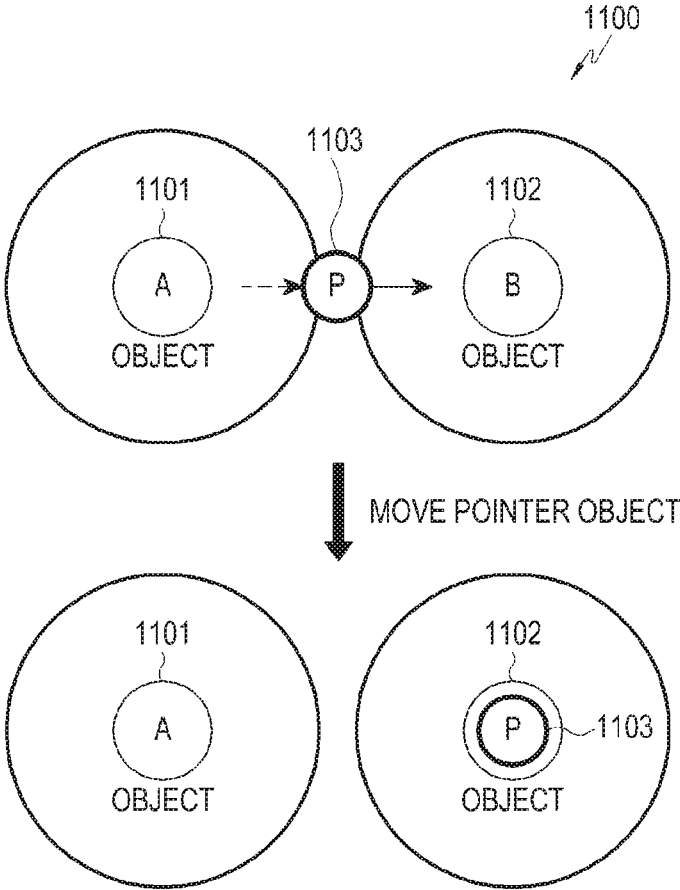 1100
1103
1101
1102
A
P
B
OBJECT
OBJECT
MOVE POINTER OBJECT
1101
1102
A
P
1103
OBJECT
OBJECT